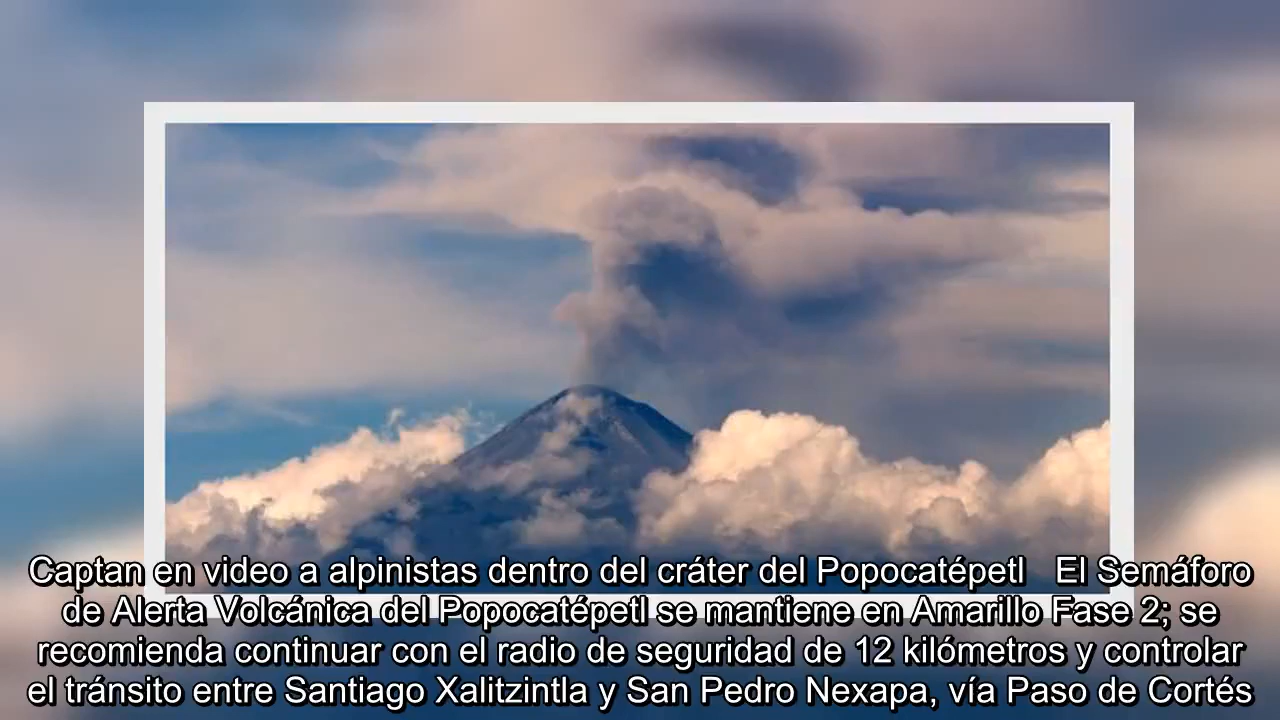 Captan en video a alpinistas dentro del cráter del Popocatépetl   El Semáforo
de Alerta Volcánica del Popocatépetl se mantiene en Amarillo Fase 2; se
recomienda continuar con el radio de seguridad de 12 kilómetros y controlar
el tránsito entre Santiago Xalitzintla y San Pedro Nexapa, vía Paso de Cortés